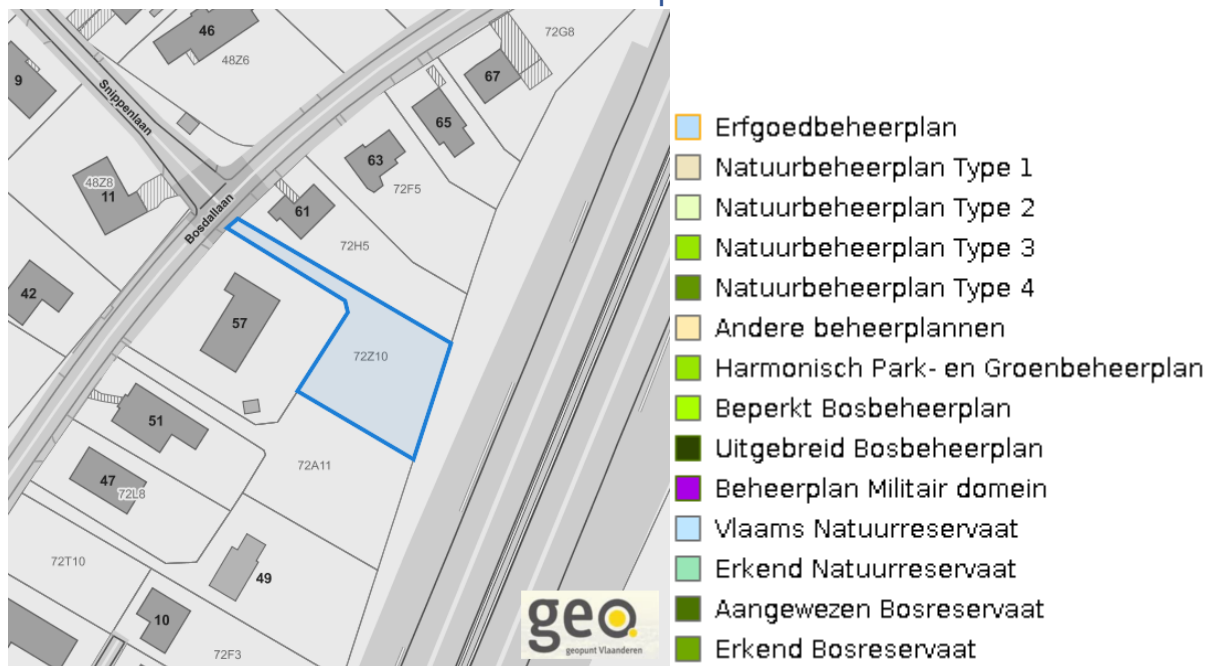 46
72G8
48Z6
9
67
Snippenlaan
65
63
48Z8
11
72F5
61
Bosdallaan
72H5
42
57
72Z10
51
72A11
47
72L8
72T10
49
10
72F3
geo.
geopunt Vlaanderen
Erfgoedbeheerplan
Natuurbeheerplan Type 1
Natuurbeheerplan Type 2
Natuurbeheerplan Type 3
Natuurbeheerplan Type 4
Andere beheerplannen
Harmonisch Park- en Groenbeheerplan
Beperkt Bosbeheerplan
Uitgebreid Bosbeheerplan
Beheerplan Militair domein
Vlaams Natuurreservaat
Erkend Natuurreservaat
Aangewezen Bosreservaat
Erkend Bosreservaat